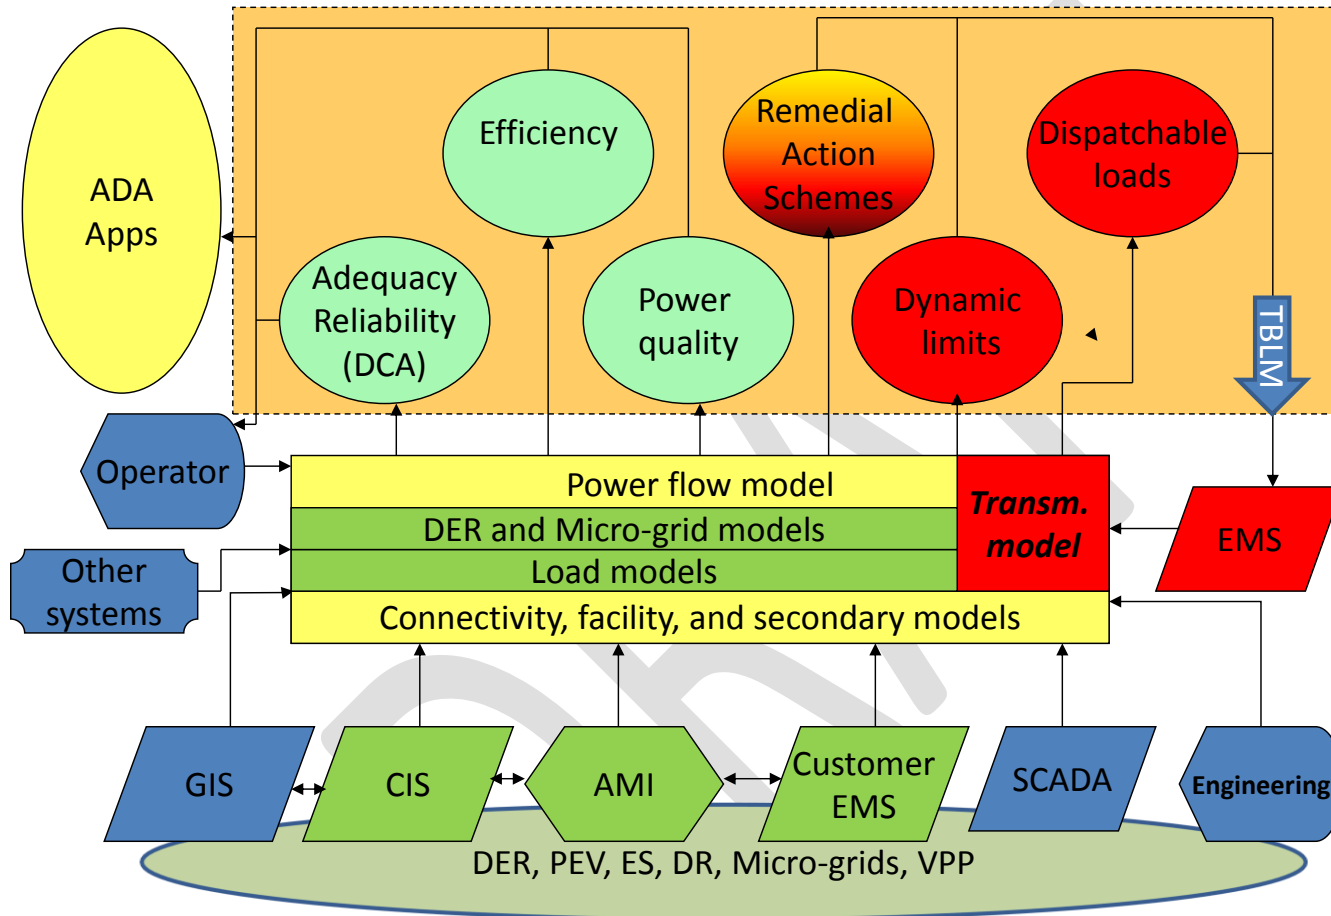 Efficiency
Remedial
Action
Schemes
Dispatchable
loads
ADA
Apps
Adequacy
Reliability
(DCA)
Power
quality
Dynamic
limits
TBLM
Operator
Power flow model
Transm.
model
DER and Micro-grid models
EMS
Other
systems
Load models
Connectivity, facility, and secondary models
GIS
CIS
AMI
Customer
EMS
SCADA
Engineering
DER, PEV, ES, DR, Micro-grids, VPP